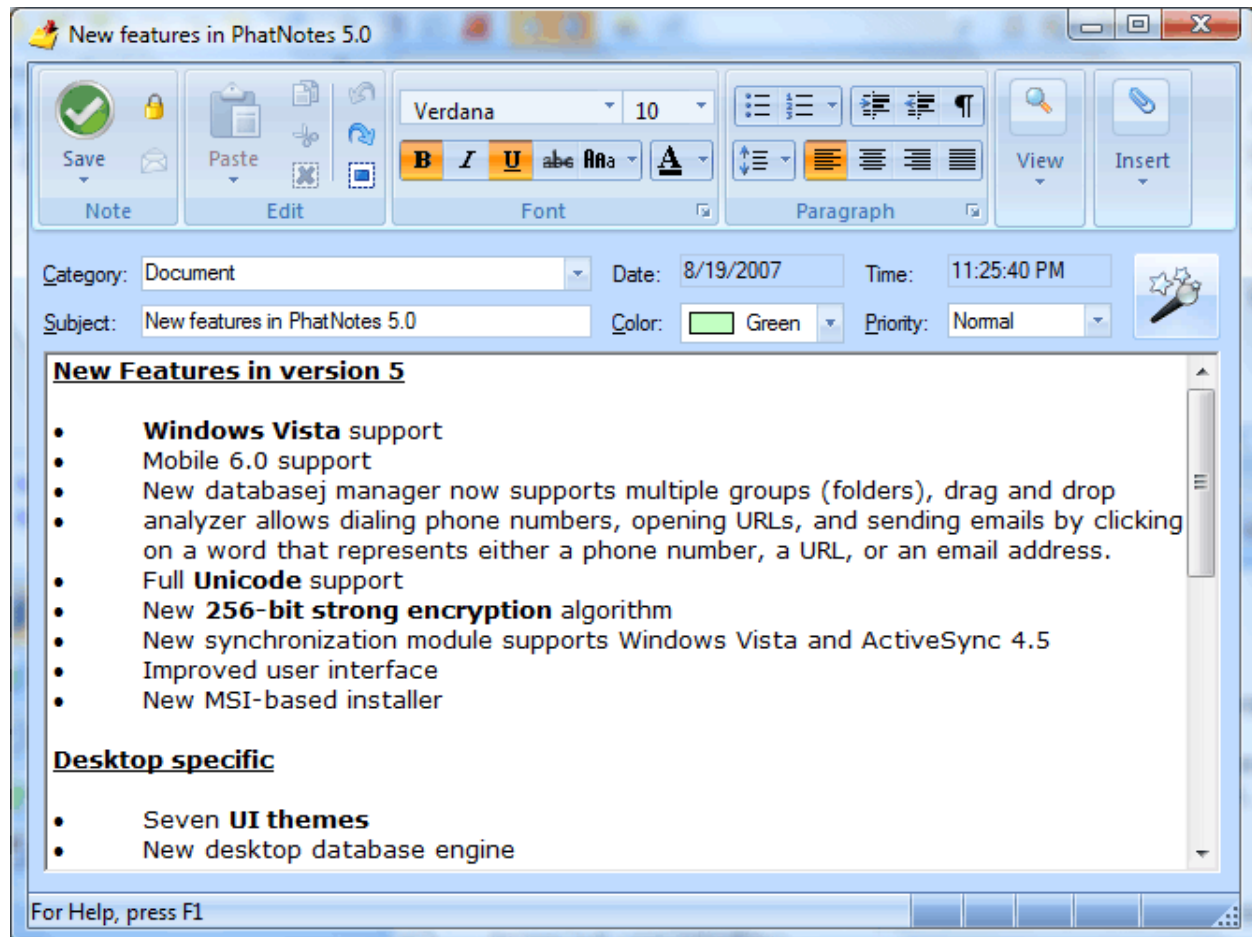 New features in PhatNotes 5.0
X
Save
Paste
Verdana 10
B I U abc AAa A
View
Insert
Note Edit Font Paragraph
Category: Document Date: 8/19/2007 Time: 11:25:40 PM
Subject: New features in PhatNotes 5.0 Color: Green Priority: Normal
New Features in version 5
• Windows Vista support
• Mobile 6.0 support
• New databasej manager now supports multiple groups (folders), drag and drop
• analyzer allows dialing phone numbers, opening URLs, and sending emails by clicking
on a word that represents either a phone number, a URL, or an email address.
• Full Unicode support
• New 256-bit strong encryption algorithm
• New synchronization module supports Windows Vista and ActiveSync 4.5
• Improved user interface
• New MSI-based installer
Desktop specific
• Seven UI themes
• New desktop database engine
For Help, press F1